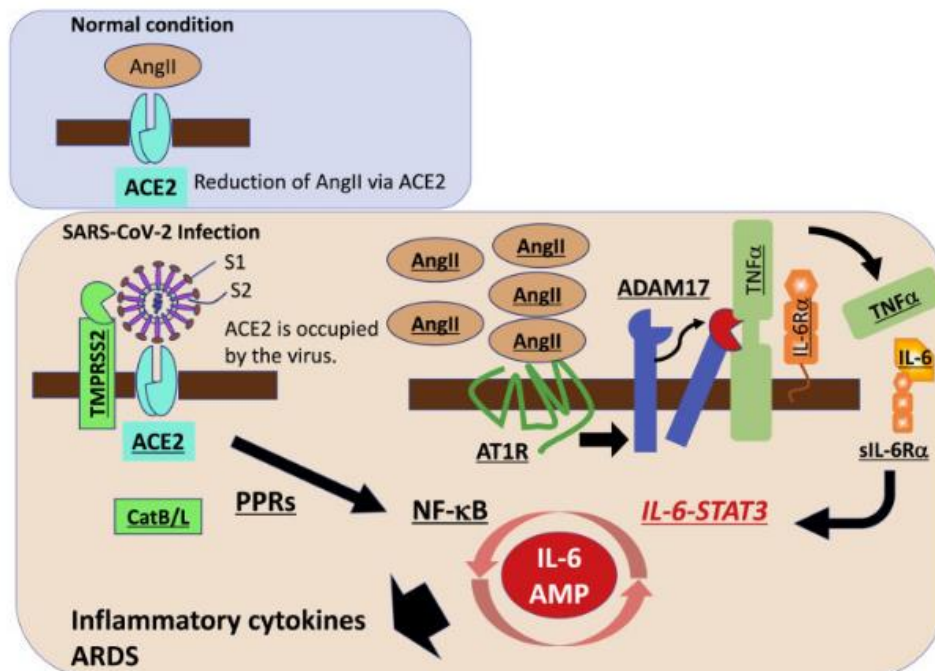 Normal condition
AngII
ACE2
Reduction of AngII via ACE2
SARS-CoV-2 Infection
S1
S2
TMPRSS2
ACE2 is occupied
by the virus.
ACE2
CatB/L
PPRs
AngII
AngII
AngII
AngII
AngII
AT1R
ADAM17
TNFα
IL-6Rα
TNFα
IL-6
sIL-6Rα
NF-κB
IL-6-STAT3
IL-6
AMP
Inflammatory cytokines
ARDS